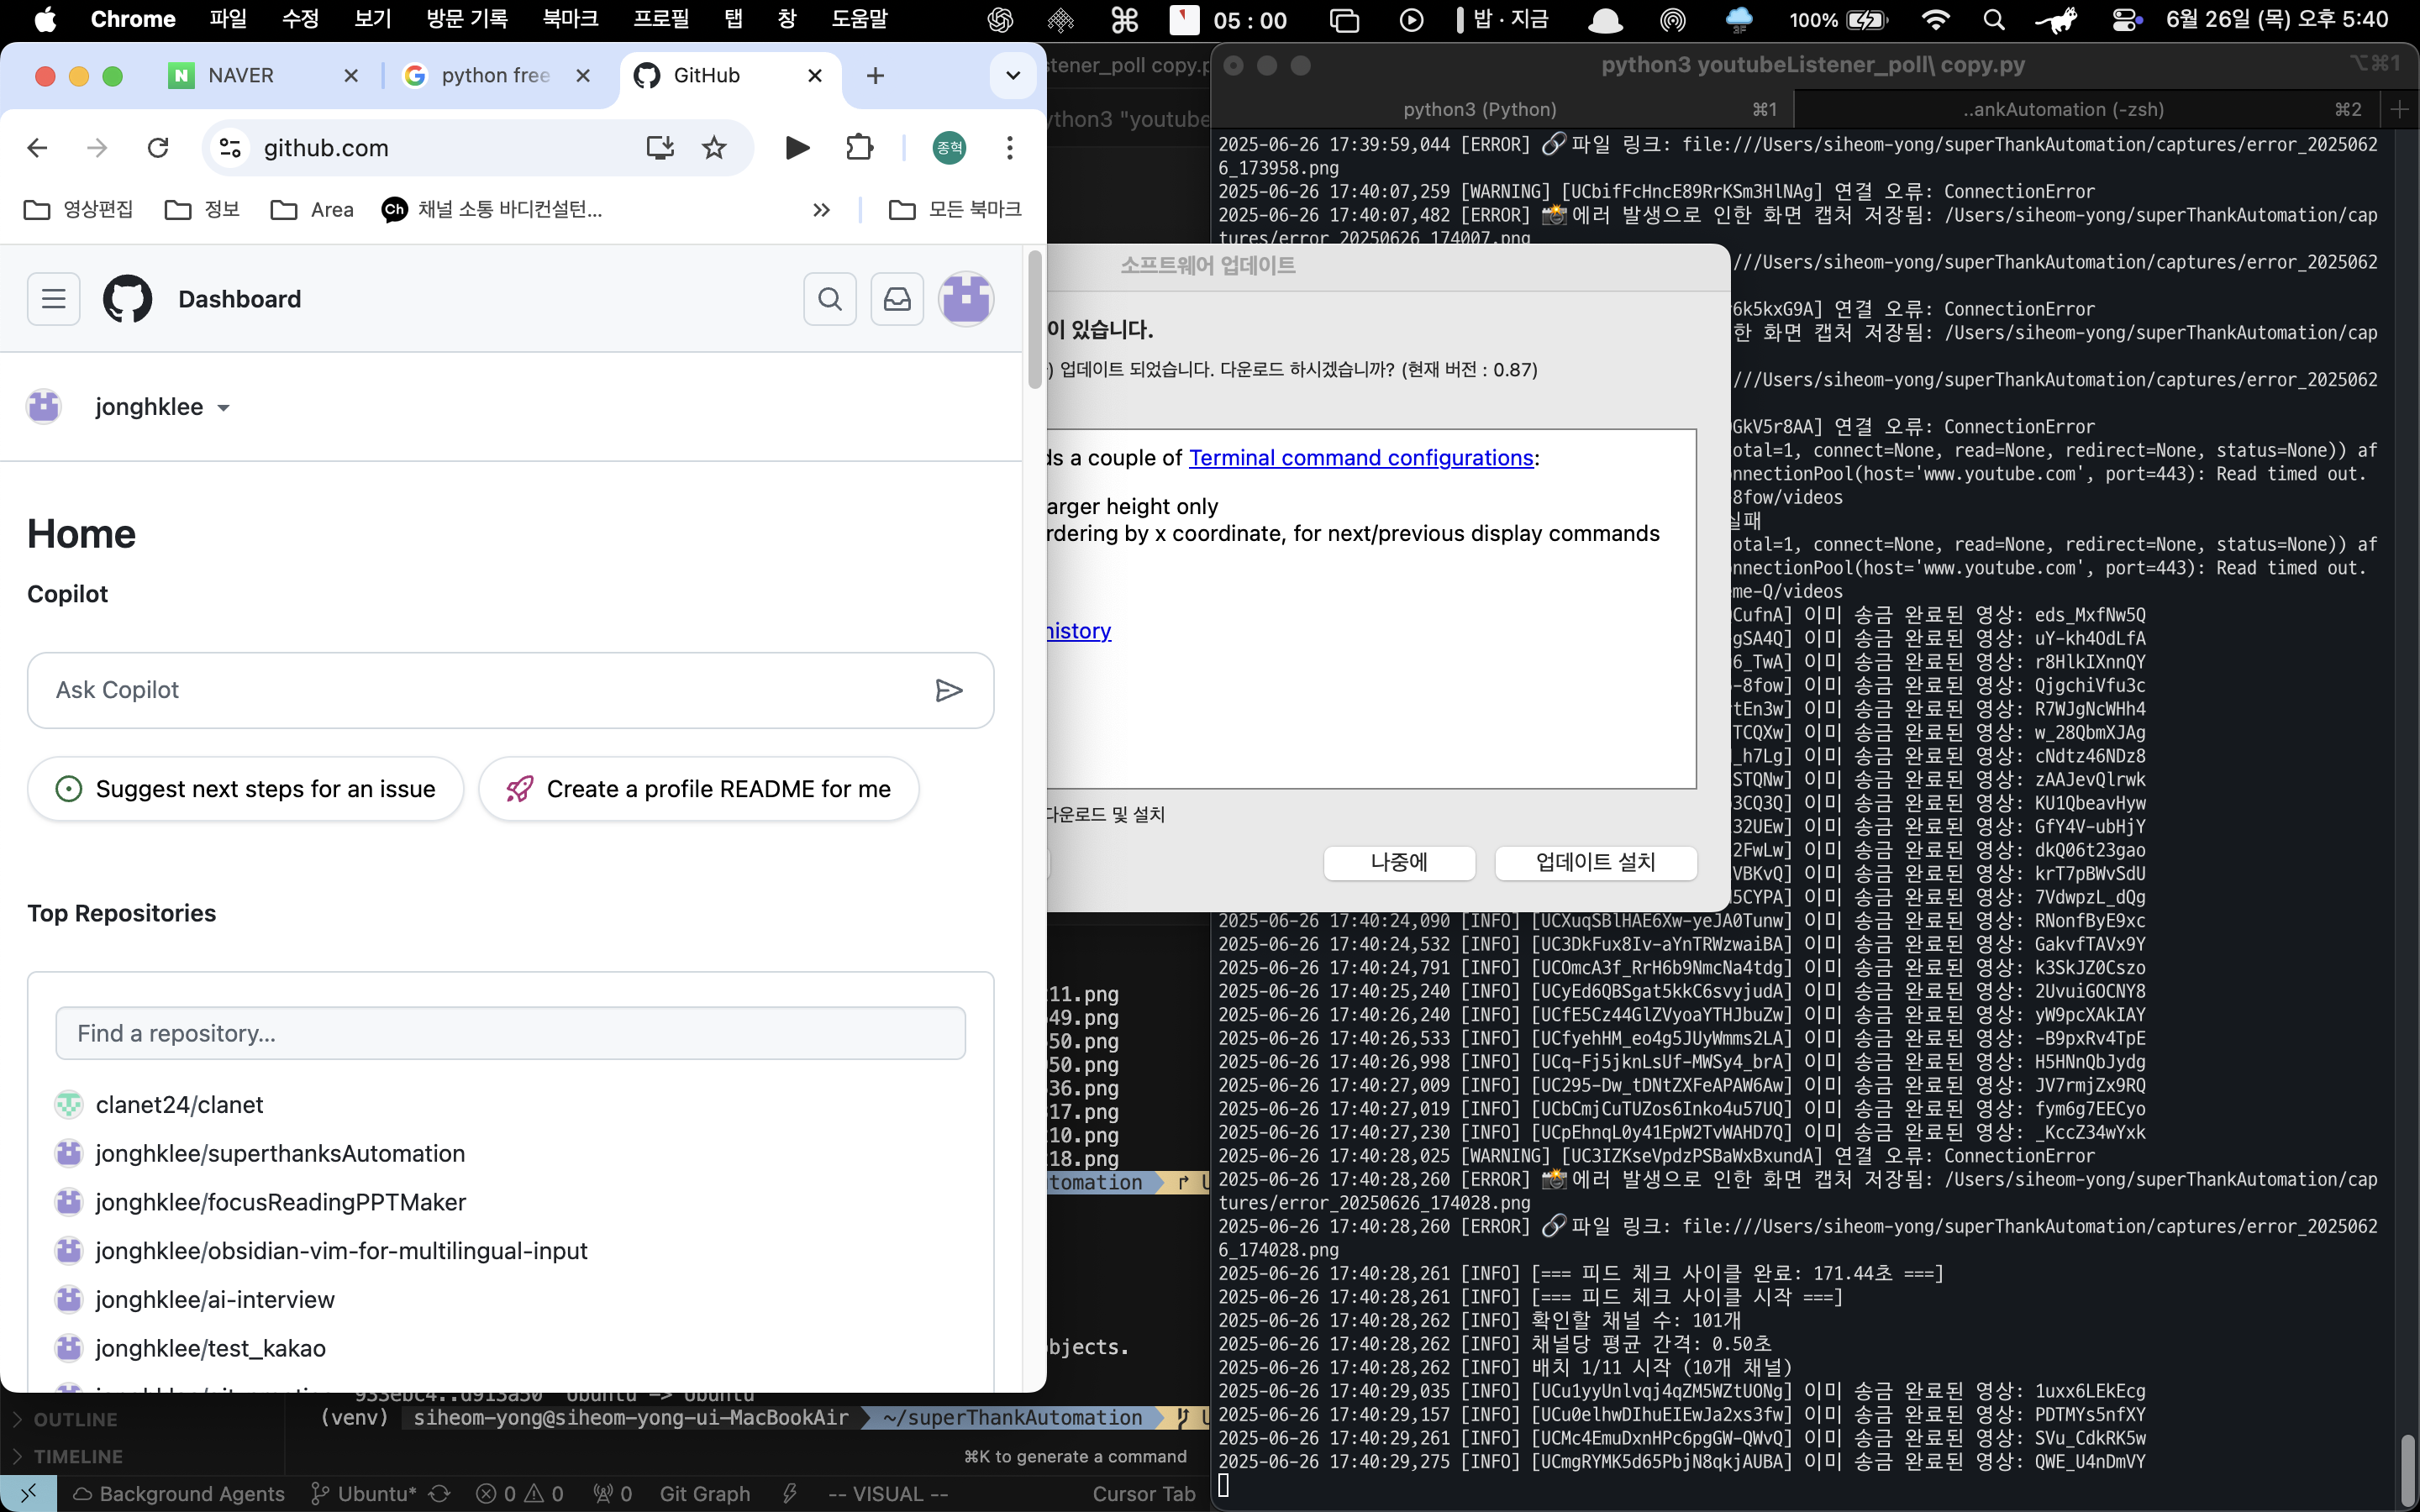 Chrome 파일 수정 보기 방문 기록 북마크 프로필 탭 창 도움말 05 : 00 밥 · 지금 100% 6월 26일 (목) 오후 5:40
NAVER
python free
GitHub
github.com
종혁
영상편집
정보
Area
Ch 채널 소통 바디컨설턴...
모든 북마크
Dashboard
jonghklee
Home
Copilot
Ask Copilot
Suggest next steps for an issue
Create a profile README for me
Top Repositories
Find a repository...
clanet24/clanet
jonghklee/superthanksAutomation
jonghklee/focusReadingPPTMaker
jonghklee/obsidian-vim-for-multilingual-input
jonghklee/ai-interview
jonghklee/test_kakao
stener_poll copy.p
ython3 "youtube
소프트웨어 업데이트
이 있습니다.
) 업데이트 되었습니다. 다운로드 하시겠습니까? (현재 버전 : 0.87)
ds a couple of Terminal command configurations:
arger height only
rdering by x coordinate, for next/previous display commands
history
다운로드 및 설치
나중에
업데이트 설치
11.png
49.png
50.png
50.png
36.png
17.png
10.png
18.png
tomation
bjects.
(venv) siheom-yong@siheom-yong-ui-MacBookAir ~/superThankAutomation
⌘K to generate a command
OUTLINE
TIMELINE
Background Agents Ubuntu* 0 0 0 Git Graph -- VISUAL -- Cursor Tab
python3 youtubeListener_poll\ copy.py ⌥⌘1
python3 (Python) ⌘1
..ankAutomation (-zsh) ⌘2
2025-06-26 17:39:59,044 [ERROR] 🔗 파일 링크: file:///Users/siheom-yong/superThankAutomation/captures/error_2025062
6_173958.png
2025-06-26 17:40:07,259 [WARNING] [UCbifFcHncE89RrKSm3HlNAg] 연결 오류: ConnectionError
2025-06-26 17:40:07,482 [ERROR] 📸 에러 발생으로 인한 화면 캡처 저장됨: /Users/siheom-yong/superThankAutomation/cap
tures/error_20250626_174007.png
///Users/siheom-yong/superThankAutomation/captures/error_2025062
6k5kxG9A] 연결 오류: ConnectionError
한 화면 캡처 저장됨: /Users/siheom-yong/superThankAutomation/cap
///Users/siheom-yong/superThankAutomation/captures/error_2025062
GkV5r8AA] 연결 오류: ConnectionError
otal=1, connect=None, read=None, redirect=None, status=None)) af
nnectionPool(host='www.youtube.com', port=443): Read timed out.
8fow/videos
실패
otal=1, connect=None, read=None, redirect=None, status=None)) af
nnectionPool(host='www.youtube.com', port=443): Read timed out.
me-Q/videos
CufnA] 이미 송금 완료된 영상: eds_MxfNw5Q
gSA4Q] 이미 송금 완료된 영상: uY-kh4OdLfA
6_TwA] 이미 송금 완료된 영상: r8HlkIXnnQY
-8fow] 이미 송금 완료된 영상: QjgchiVfu3c
tEn3w] 이미 송금 완료된 영상: R7WJgNcWHh4
TCQXw] 이미 송금 완료된 영상: w_28QbmXJAg
_h7Lg] 이미 송금 완료된 영상: cNdtz46NDz8
STQNw] 이미 송금 완료된 영상: zAAJevQlrwk
3CQ3Q] 이미 송금 완료된 영상: KU1QbeavHyw
32UEw] 이미 송금 완료된 영상: GfY4V-ubHjY
2FwLw] 이미 송금 완료된 영상: dkQ06t23gao
VBKvQ] 이미 송금 완료된 영상: krT7pBWvSdU
5CYPA] 이미 송금 완료된 영상: 7VdwpzL_dQg
2025-06-26 17:40:24,090 [INFO] [UCXuqSBlHAE6Xw-yeJA0Tunw] 이미 송금 완료된 영상: RNonfByE9xc
2025-06-26 17:40:24,532 [INFO] [UC3DkFux8Iv-aYnTRWzwaiBA] 이미 송금 완료된 영상: GakvfTAVx9Y
2025-06-26 17:40:24,791 [INFO] [UCOmcA3f_RrH6b9NmcNa4tdg] 이미 송금 완료된 영상: k3SkJZ0Cszo
2025-06-26 17:40:25,240 [INFO] [UCyEd6QBSgat5kkC6svyjudA] 이미 송금 완료된 영상: 2UvuiGOCNY8
2025-06-26 17:40:26,240 [INFO] [UCfE5Cz44GlZVyoaYTHJbuZw] 이미 송금 완료된 영상: yW9pcXAkIAY
2025-06-26 17:40:26,533 [INFO] [UCfyehHM_eo4g5JUyWmms2LA] 이미 송금 완료된 영상: -B9pxRv4TpE
2025-06-26 17:40:26,998 [INFO] [UCq-Fj5jknLsUf-MWSy4_brA] 이미 송금 완료된 영상: H5HNnQbJydg
2025-06-26 17:40:27,009 [INFO] [UC295-Dw_tDNtZXFeAPAW6Aw] 이미 송금 완료된 영상: JV7rmjZx9RQ
2025-06-26 17:40:27,019 [INFO] [UCbCmjCuTUZos6Inko4u57UQ] 이미 송금 완료된 영상: fym6g7EECyo
2025-06-26 17:40:27,230 [INFO] [UCpEhnqL0y41EpW2TvWAHD7Q] 이미 송금 완료된 영상: _KccZ34wYxk
2025-06-26 17:40:28,025 [WARNING] [UC3IZKseVpdzPSBaWxBxundA] 연결 오류: ConnectionError
2025-06-26 17:40:28,260 [ERROR] 📸 에러 발생으로 인한 화면 캡처 저장됨: /Users/siheom-yong/superThankAutomation/cap
tures/error_20250626_174028.png
2025-06-26 17:40:28,260 [ERROR] 🔗 파일 링크: file:///Users/siheom-yong/superThankAutomation/captures/error_2025062
6_174028.png
2025-06-26 17:40:28,261 [INFO] [=== 피드 체크 사이클 완료: 171.44초 ===]
2025-06-26 17:40:28,261 [INFO] [=== 피드 체크 사이클 시작 ===]
2025-06-26 17:40:28,262 [INFO] 확인할 채널 수: 101개
2025-06-26 17:40:28,262 [INFO] 채널당 평균 간격: 0.50초
2025-06-26 17:40:28,262 [INFO] 배치 1/11 시작 (10개 채널)
2025-06-26 17:40:29,035 [INFO] [UCu1yyUnlvqj4qZM5WZtUONg] 이미 송금 완료된 영상: 1uxx6LEkEcg
2025-06-26 17:40:29,157 [INFO] [UCu0elhwDIhuEIEwJa2xs3fw] 이미 송금 완료된 영상: PDTMYs5nfXY
2025-06-26 17:40:29,261 [INFO] [UCMc4EmuDxnHPc6pgGW-QWvQ] 이미 송금 완료된 영상: SVu_CdkRK5w
2025-06-26 17:40:29,275 [INFO] [UCmgRYMK5d65PbjN8qkjAUBA] 이미 송금 완료된 영상: QWE_U4nDmVY